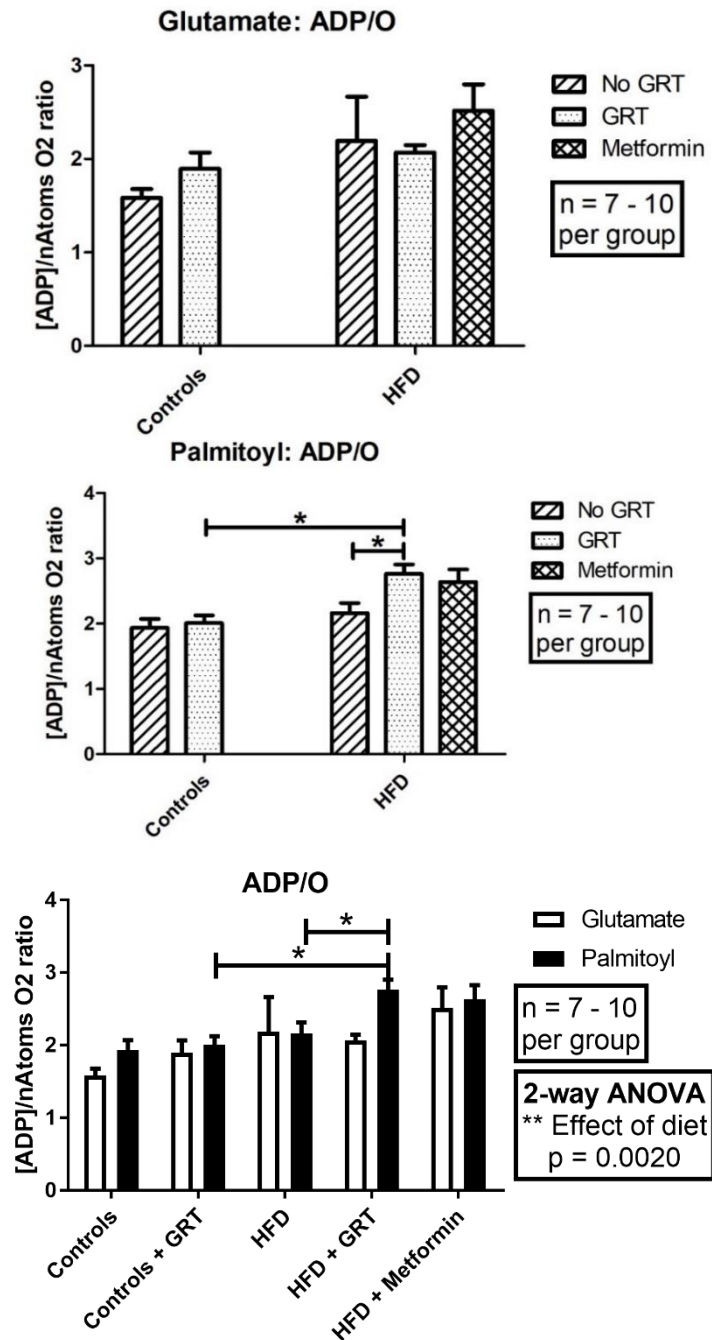 Glutamate: ADP/O
[ADP]/nAtoms O2 ratio
3
2
1
0
Controls
HFD
No GRT
GRT
Metformin
n = 7 - 10
per group
Palmitoyl: ADP/O
[ADP]/nAtoms O2 ratio
4
3
2
1
0
*
*
Controls
HFD
No GRT
GRT
Metformin
n = 7 - 10
per group
ADP/O
[ADP]/nAtoms O2 ratio
4
3
2
1
0
*
*
Controls
Controls + GRT
HFD
HFD + GRT
HFD + Metformin
Glutamate
Palmitoyl
n = 7 - 10
per group
2-way ANOVA
** Effect of diet
p = 0.0020